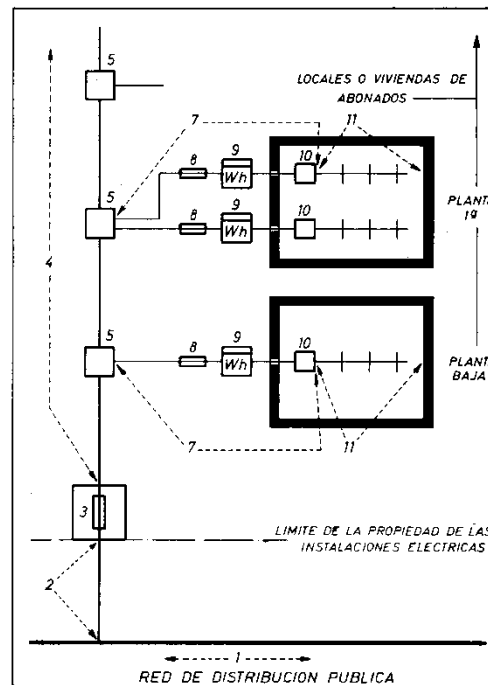 5
LOCALES O VIVIENDAS DE
ABONADOS
7
11
8
9
Wh
10
5
8
9
Wh
10
PLANT
1ª
4
5
8
9
Wh
10
PLANT
BAJA
7
11
3
LIMITE DE LA PROPIEDAD DE LAS
INSTALACIONES ELECTRICAS
2
1
RED DE DISTRIBUCION PUBLICA